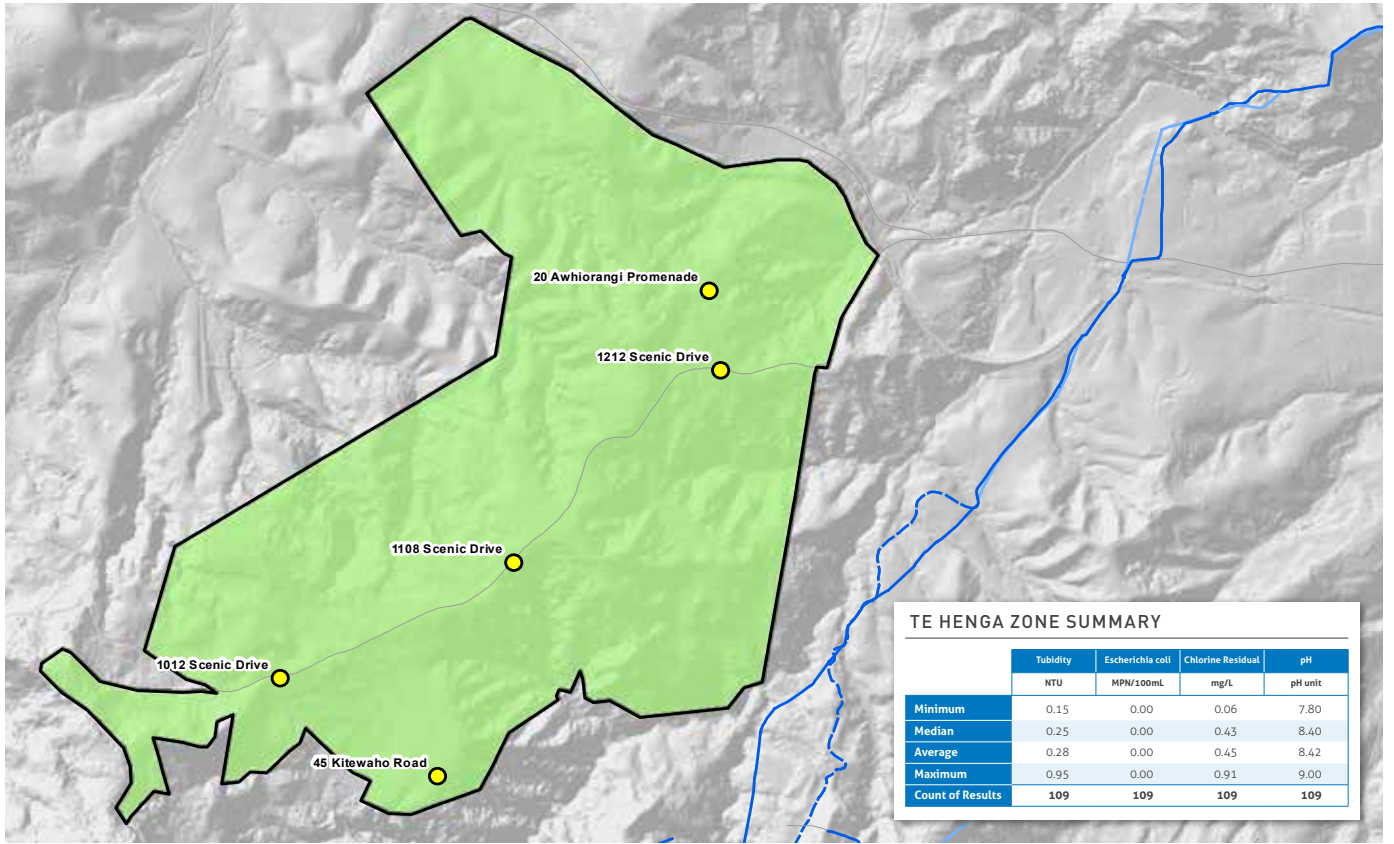 20 Awhiorangi Promenade
1212 Scenic Drive
1108 Scenic Drive
1012 Scenic Drive
45 Kitewaho Road
TE HENGA ZONE SUMMARY
Tubidity Escherichia coli Chlorine Residual pH
NTU MPN/100mL mg/L pH unit
Minimum 0.15 0.00 0.06 7.80
Median 0.25 0.00 0.43 8.40
Average 0.28 0.00 0.45 8.42
Maximum 0.95 0.00 0.91 9.00
Count of Results 109 109 109 109